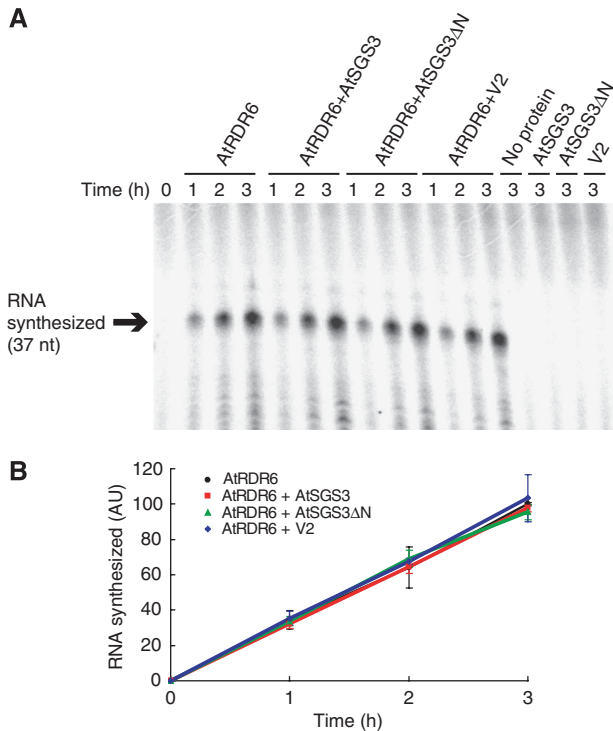 A
AtRDR6
AtRDR6+AtSGS3
AtRDR6+AtSGS3ΔN
AtRDR6+V2
No protein
AtSGS3
AtSGS3ΔN
V2
Time (h) 0 1 2 3 1 2 3 1 2 3 1 2 3 3 3 3 3
RNA
synthesized
(37 nt)
B
RNA synthesized (AU)
120
100
80
60
40
20
0
AtRDR6
AtRDR6 + AtSGS3
AtRDR6 + AtSGS3ΔN
AtRDR6 + V2
0 1 2 3
Time (h)